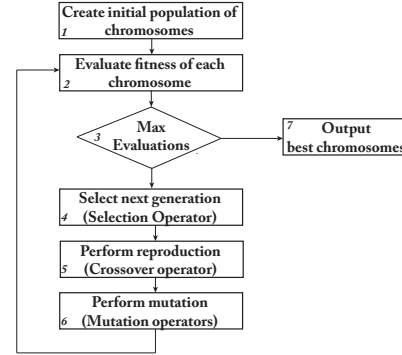 Create initial population of
1 chromosomes
Evaluate fitness of each
2 chromosome
Max
3 Evaluations
7 Output
best chromosomes
Select next generation
4 (Selection Operator)
Perform reproduction
5 (Crossover operator)
Perform mutation
6 (Mutation operators)